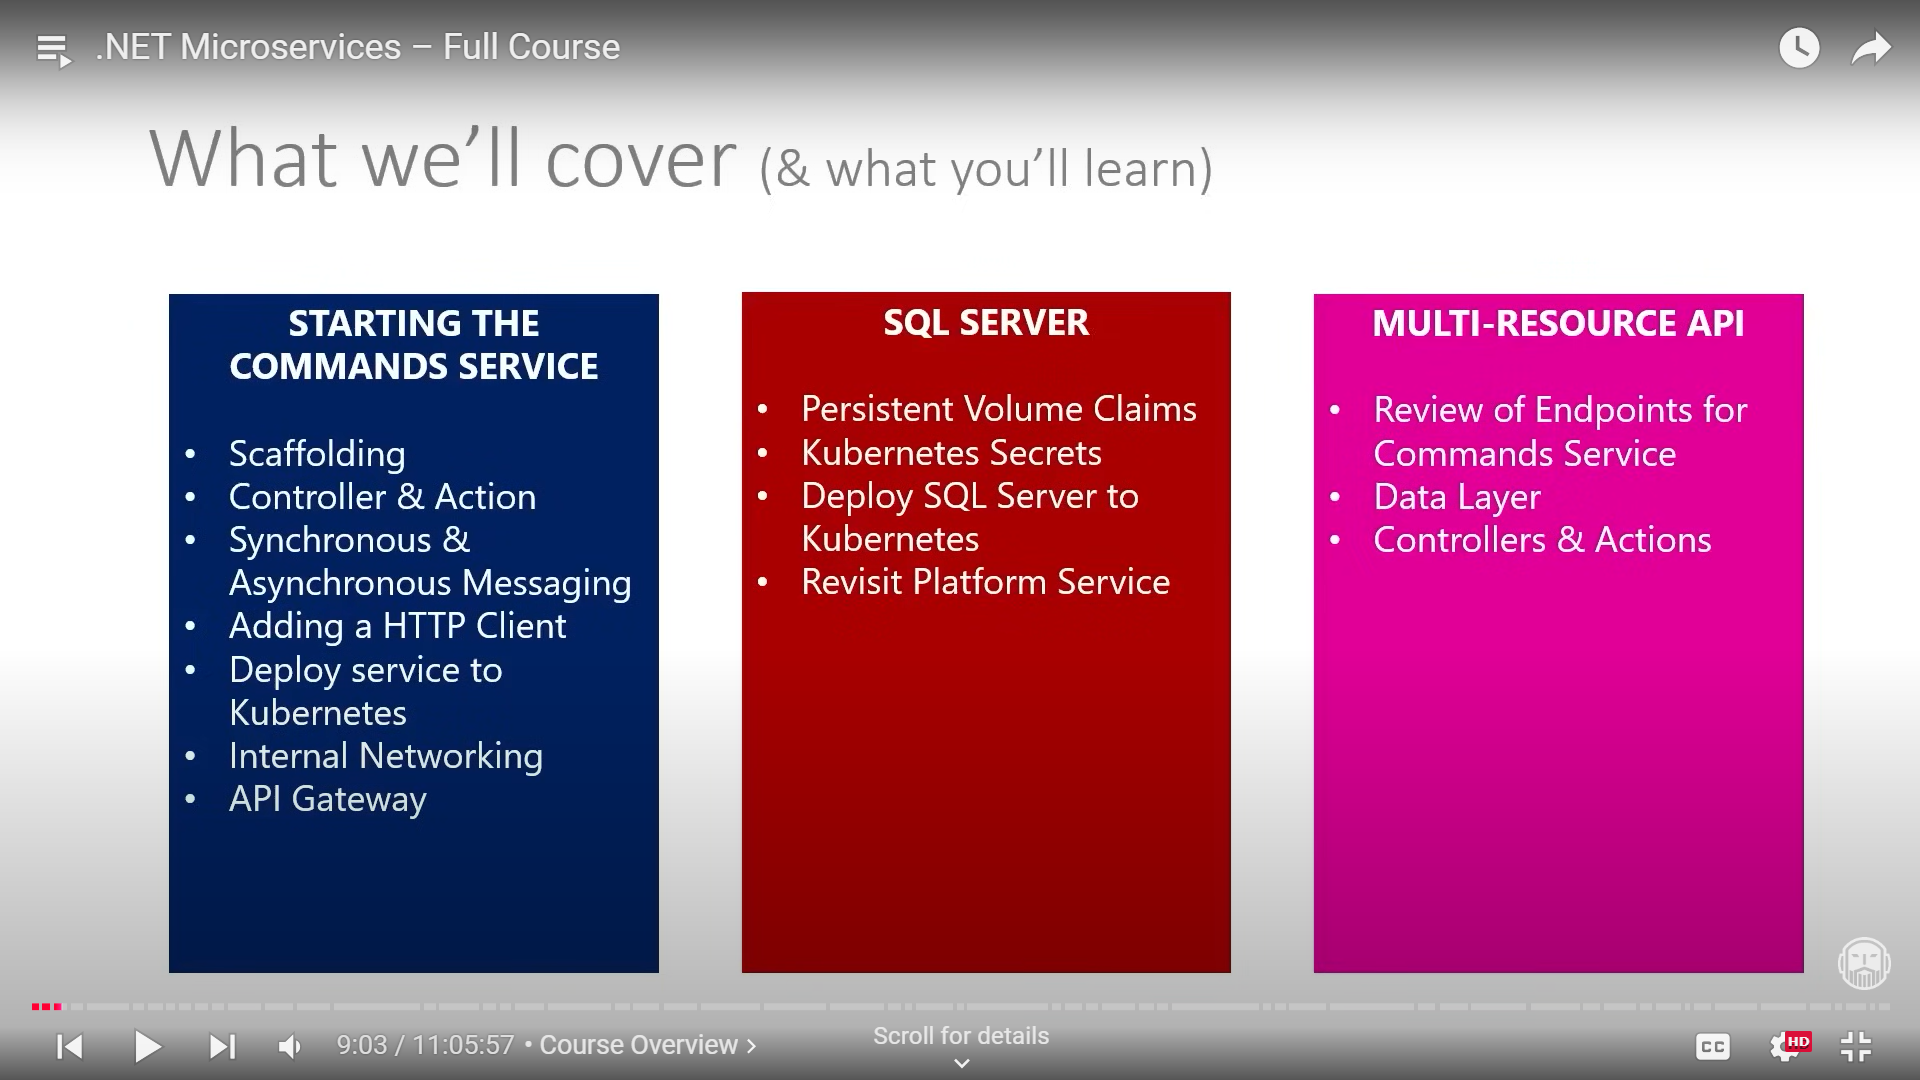 .NET Microservices – Full Course
What we'll cover (& what you'll learn)
STARTING THE
COMMANDS SERVICE
• Scaffolding
• Controller & Action
• Synchronous &
Asynchronous Messaging
• Adding a HTTP Client
• Deploy service to
Kubernetes
• Internal Networking
• API Gateway
SQL SERVER
• Persistent Volume Claims
• Kubernetes Secrets
• Deploy SQL Server to
Kubernetes
• Revisit Platform Service
MULTI-RESOURCE API
• Review of Endpoints for
Commands Service
• Data Layer
• Controllers & Actions
9:03 / 11:05:57 • Course Overview
Scroll for details
CC
HD